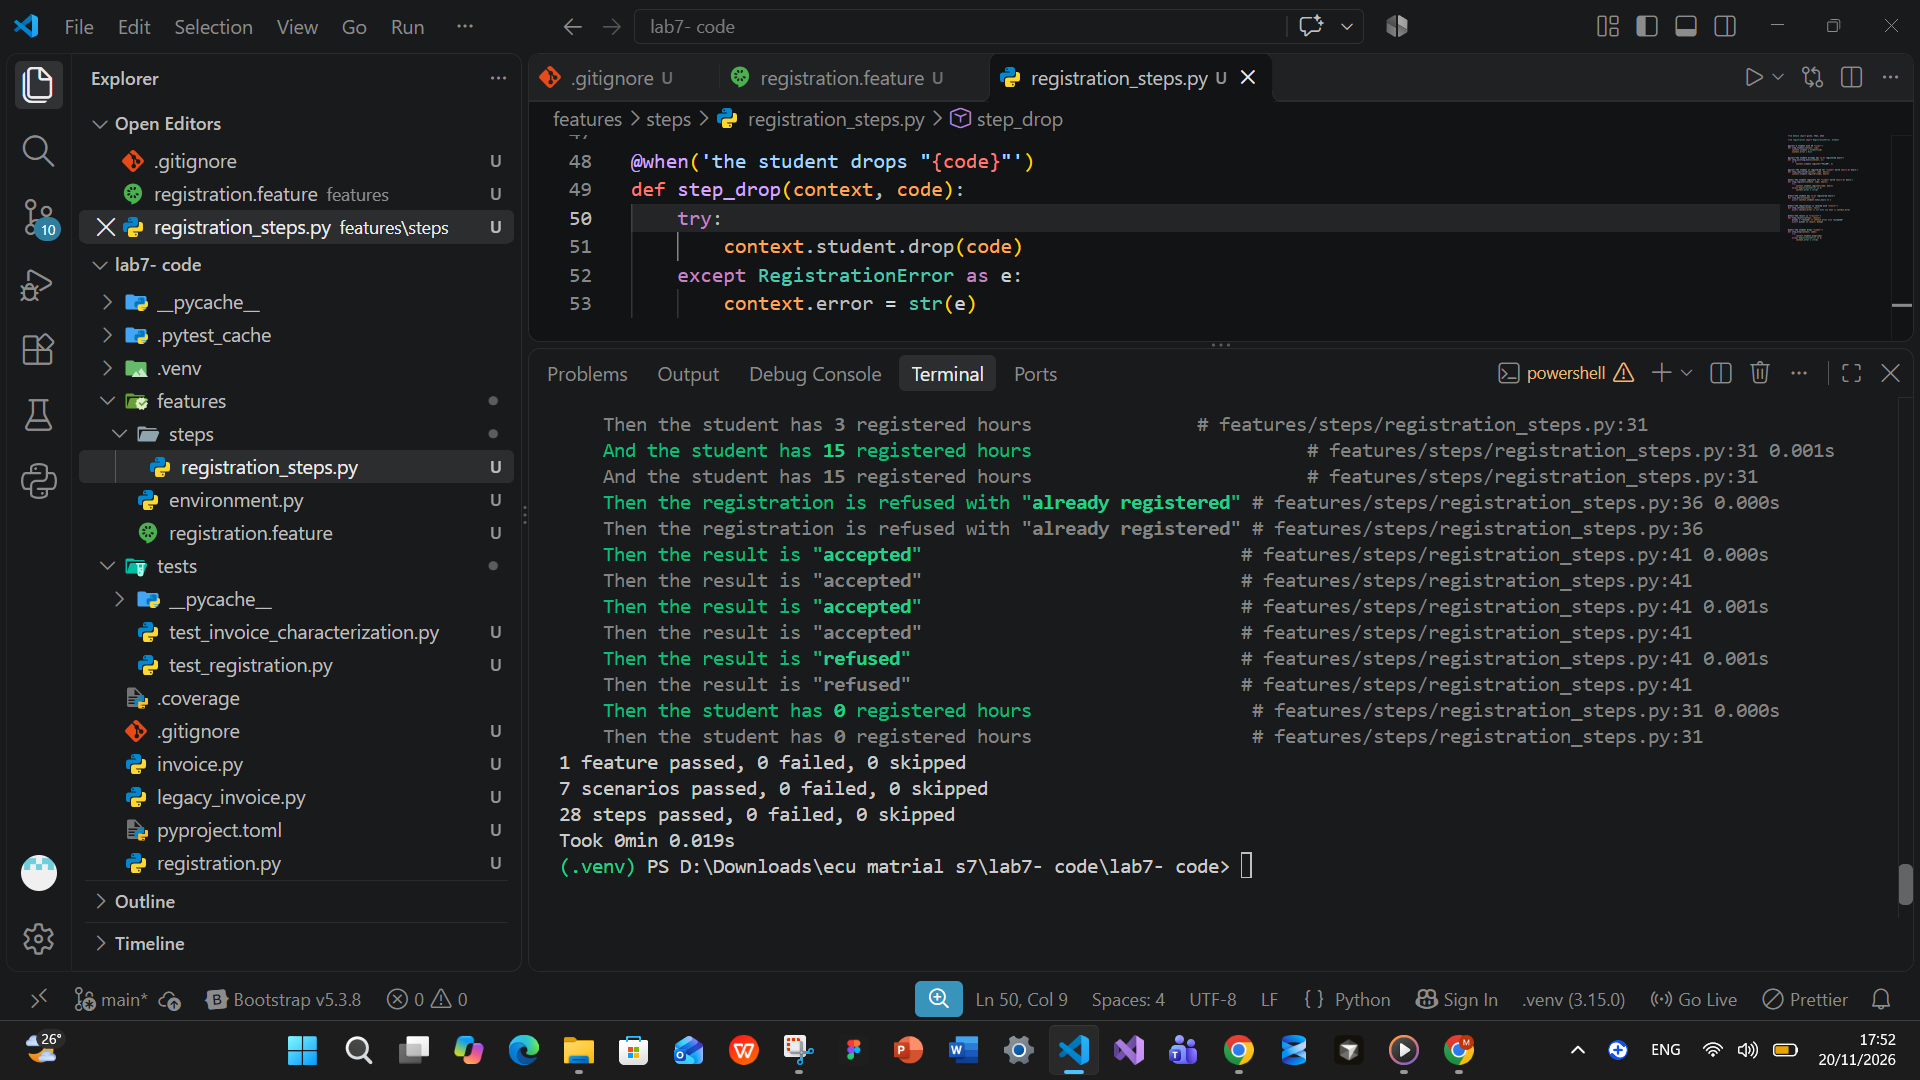 File Edit Selection View Go Run ...
lab7- code
Explorer
Open Editors
.gitignore U
registration.feature features U
registration_steps.py features\steps U
lab7- code
__pycache__
.pytest_cache
.venv
features
steps
registration_steps.py U
environment.py U
registration.feature U
tests
__pycache__
test_invoice_characterization.py U
test_registration.py U
.coverage
.gitignore U
invoice.py U
legacy_invoice.py U
pyproject.toml U
registration.py U
Outline
Timeline
10
.gitignore U registration.feature U registration_steps.py U
features > steps > registration_steps.py > step_drop
48 @when('the student drops "{code}"')
49 def step_drop(context, code):
50 try:
51 context.student.drop(code)
52 except RegistrationError as e:
53 context.error = str(e)
Problems Output Debug Console Terminal Ports
powershell
Then the student has 3 registered hours # features/steps/registration_steps.py:31
And the student has 15 registered hours # features/steps/registration_steps.py:31 0.001s
And the student has 15 registered hours # features/steps/registration_steps.py:31
Then the registration is refused with "already registered" # features/steps/registration_steps.py:36 0.000s
Then the registration is refused with "already registered" # features/steps/registration_steps.py:36
Then the result is "accepted" # features/steps/registration_steps.py:41 0.000s
Then the result is "accepted" # features/steps/registration_steps.py:41
Then the result is "accepted" # features/steps/registration_steps.py:41 0.001s
Then the result is "accepted" # features/steps/registration_steps.py:41
Then the result is "refused" # features/steps/registration_steps.py:41 0.001s
Then the result is "refused" # features/steps/registration_steps.py:41
Then the student has 0 registered hours # features/steps/registration_steps.py:31 0.000s
Then the student has 0 registered hours # features/steps/registration_steps.py:31
1 feature passed, 0 failed, 0 skipped
7 scenarios passed, 0 failed, 0 skipped
28 steps passed, 0 failed, 0 skipped
Took 0min 0.019s
(.venv) PS D:\Downloads\ecu matrial s7\lab7- code\lab7- code>
main* Bootstrap v5.3.8 0 0 Ln 50, Col 9 Spaces: 4 UTF-8 LF { } Python Sign In .venv (3.15.0) Go Live Prettier
26° ENG 17:52
20/11/2026